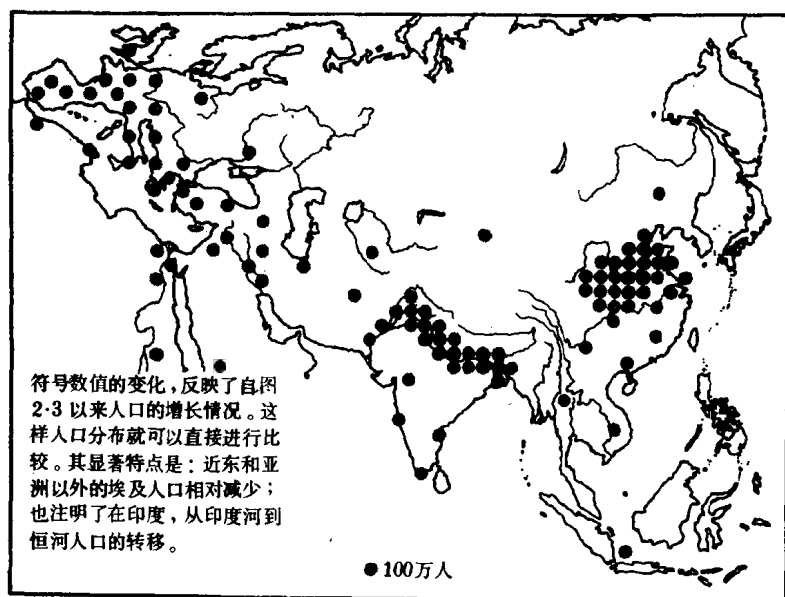 符号数值的变化，反映了自图
2·3以来人口的增长情况。这
样人口分布就可以直接进行比
较。其显著特点是：近东和亚
洲以外的埃及人口相对减少；
也注明了在印度，从印度河到
恒河人口的转移。
●100万人